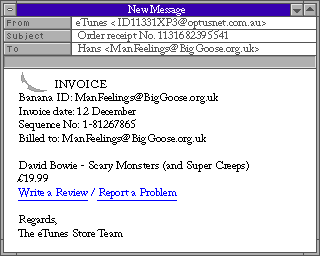 New Message
From eTunes <ID11331XP3@optusnet.com.au>
Subject Order receipt No. 1131682395541
To Hans <ManFeelings@BigGoose.org.uk>
INVOICE
Banana ID: ManFeelings@BigGoose.org.uk
Invoice date: 12 December
Sequence No: 1-81267865
Billed to: ManFeelings@BigGoose.org.uk
David Bowie - Scary Monsters (and Super Creeps)
£19.99
Write a Review / Report a Problem
Regards,
The eTunes Store Team